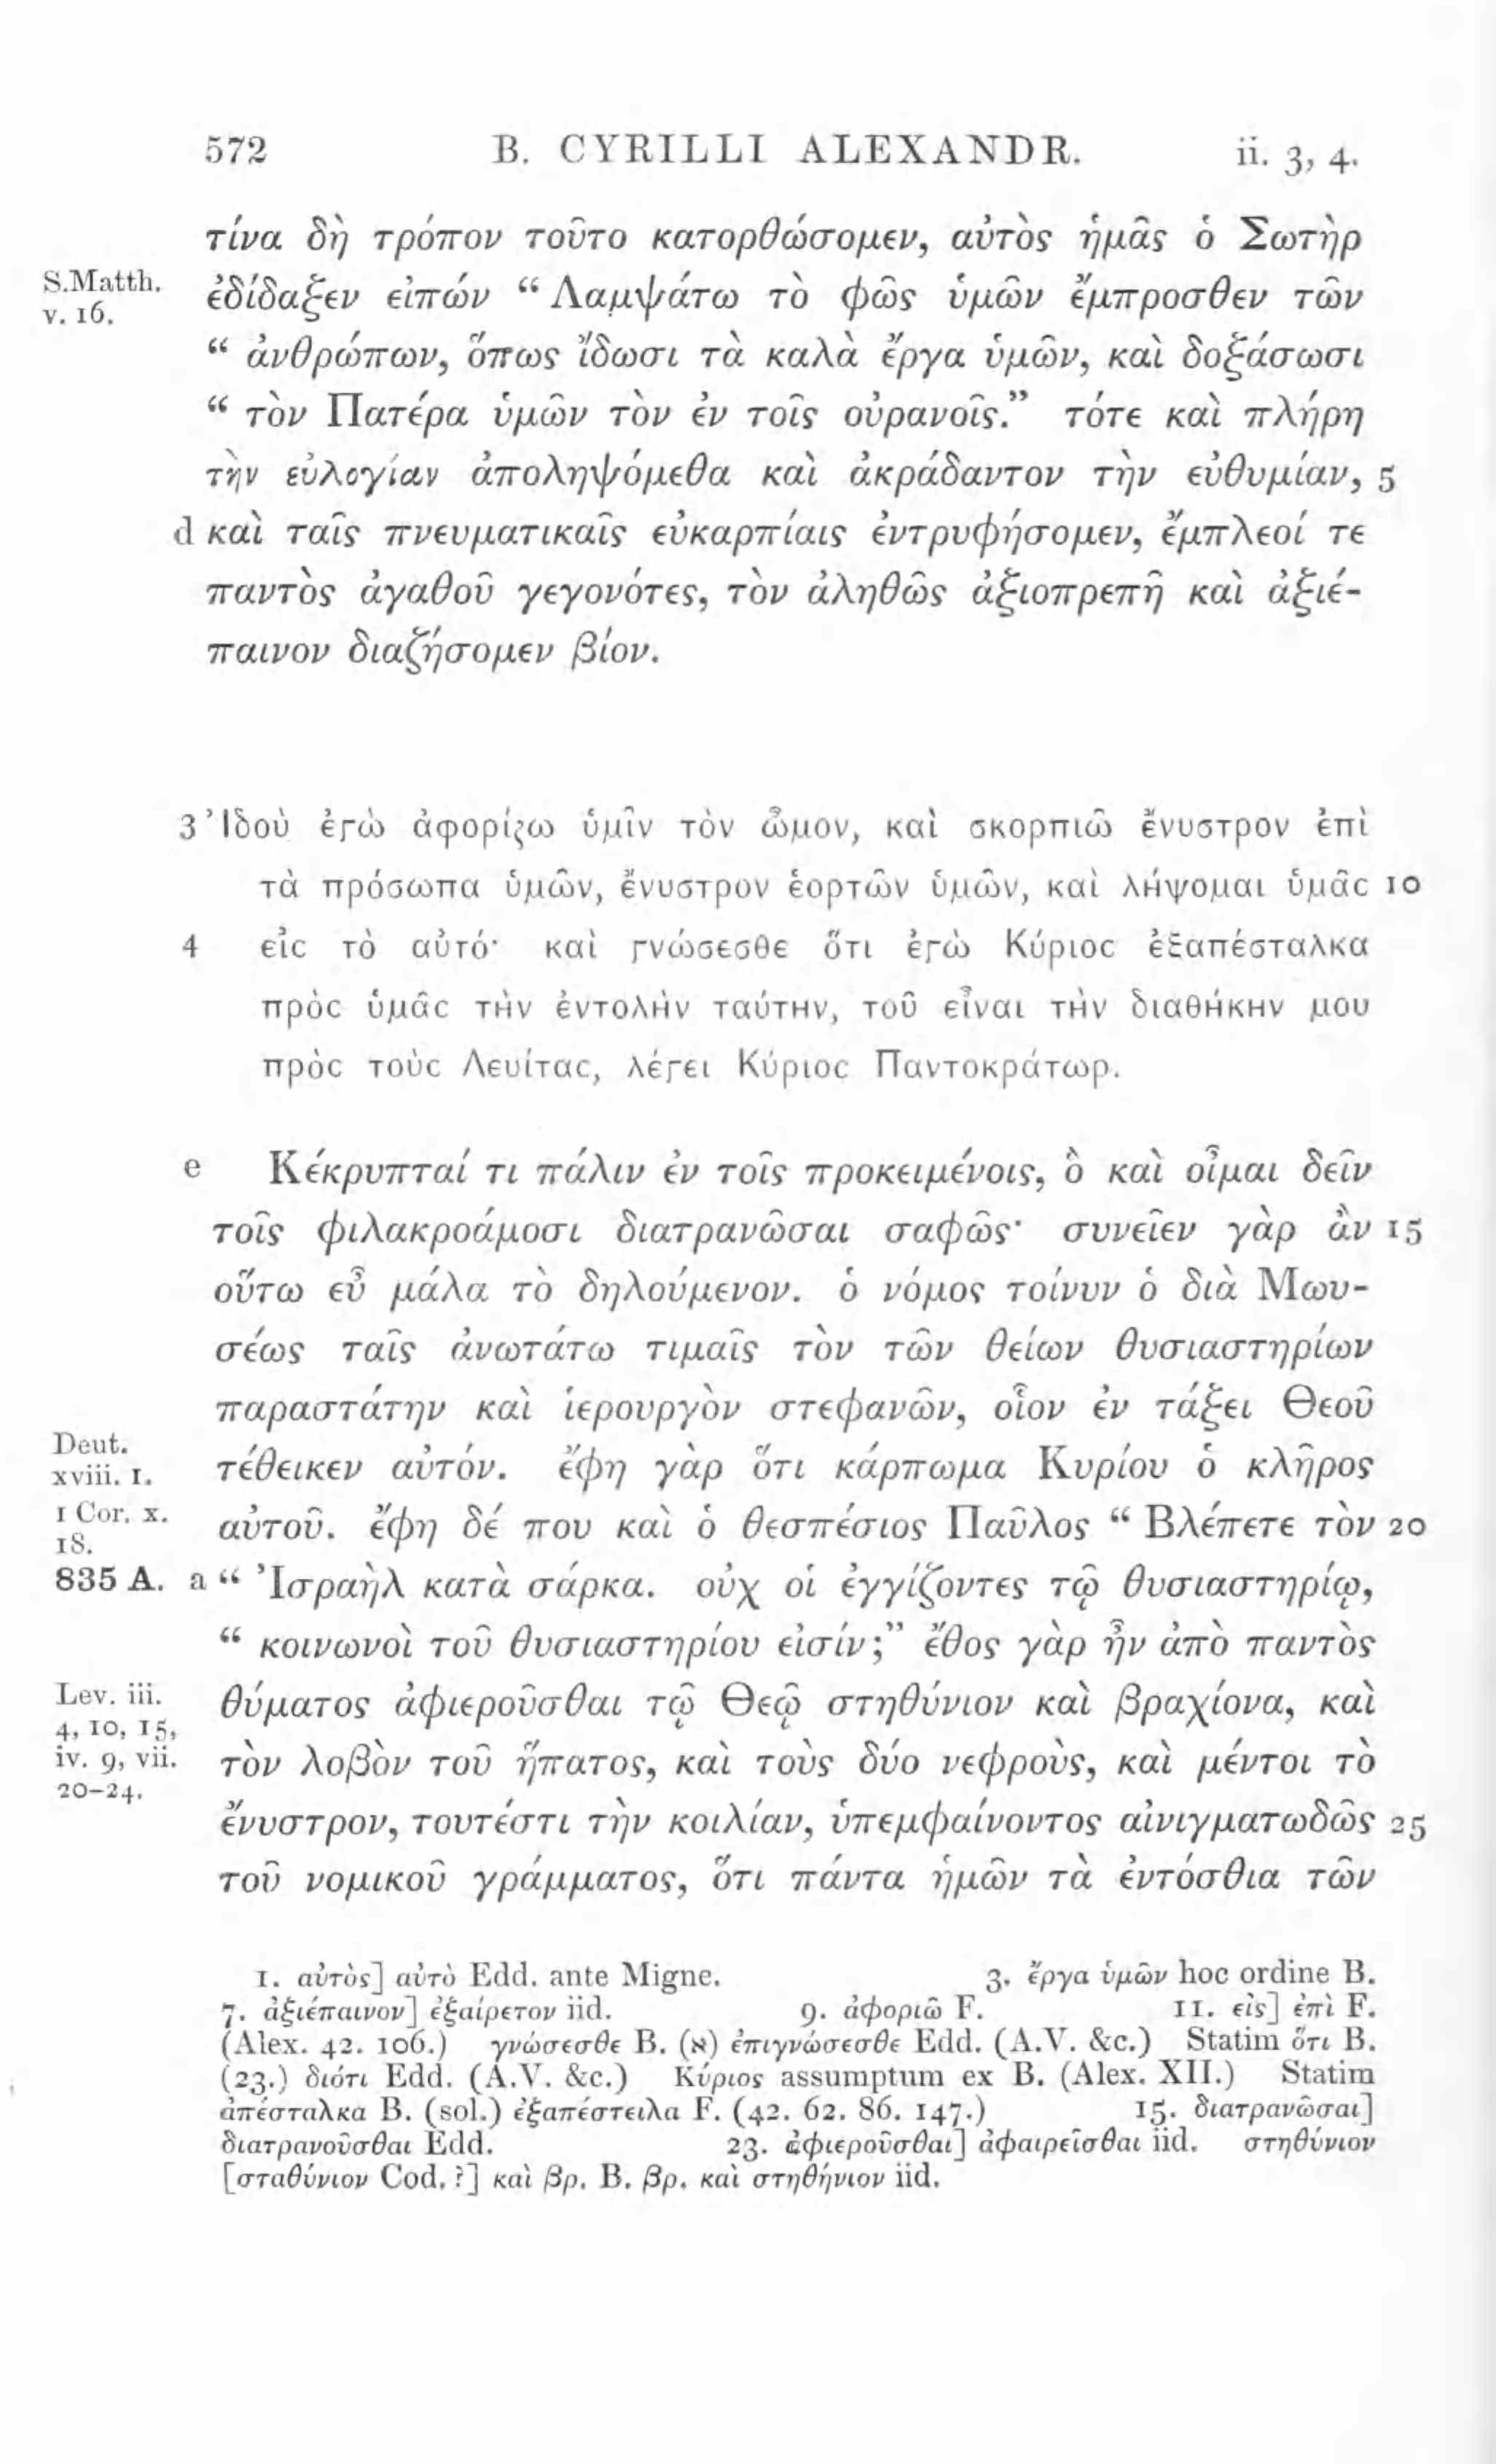 572 B. CYRILLI ALEXANDR. ii. 3, 4.
τίνα δὴ τρόπον τοῦτο κατορθώσομεν, αὐτὸς ἡμᾶς ὁ Σωτὴρ
S.Matth. v. 16. ἐδίδαξεν εἰπών “ Λαμψάτω τὸ φῶς ὑμῶν ἔμπροσθεν τῶν
“ ἀνθρώπων, ὅπως ἴδωσι τὰ καλὰ ἔργα ὑμῶν, καὶ δοξάσωσι
“ τὸν Πατέρα ὑμῶν τὸν ἐν τοῖς οὐρανοῖς.” τότε καὶ πλήρη
τὴν εὐλογίαν ἀποληψόμεθα καὶ ἀκράδαντον τὴν εὐθυμίαν, 5
d καὶ ταῖς πνευματικαῖς εὐκαρπίαις ἐντρυφήσομεν, ἔμπλεοί τε
παντὸς ἀγαθοῦ γεγονότες, τὸν ἀληθῶς ἀξιοπρεπῆ καὶ ἀξιέ-
παινον διαζήσομεν βίον.
3 Ἰδοὺ ἐγὼ ἀφορίζω ὑμῖν τὸν ὦμον, καὶ σκορπιῶ ἔνυστρον ἐπὶ
τὰ πρόσωπα ὑμῶν, ἔνυστρον ἑορτῶν ὑμῶν, καὶ λήψομαι ὑμᾶς 10
4 εἰς τὸ αὐτό· καὶ γνώσεσθε ὅτι ἐγὼ Κύριος ἐξαπέσταλκα
πρὸς ὑμᾶς τὴν ἐντολὴν ταύτην, τοῦ εἶναι τὴν διαθήκην μου
πρὸς τοὺς Λευίτας, λέγει Κύριος Παντοκράτωρ.
e Κέκρυπταί τι πάλιν ἐν τοῖς προκειμένοις, ὃ καὶ οἶμαι δεῖν
τοῖς φιλακροάμοσι διατρανῶσαι σαφῶς· συνεῖεν γὰρ ἂν 15
οὕτω εὖ μάλα τὸ δηλούμενον. ὁ νόμος τοίνυν ὁ διὰ Μωυ-
σέως ταῖς ἀνωτάτω τιμαῖς τὸν τῶν θείων θυσιαστηρίων
παραστάτην καὶ ἱερουργὸν στεφανῶν, οἷον ἐν τάξει Θεοῦ
Deut. xviii. 1. τέθεικεν αὐτόν. ἔφη γὰρ ὅτι κάρπωμα Κυρίου ὁ κλῆρος
1 Cor. x. 18. αὐτοῦ. ἔφη δέ που καὶ ὁ θεσπέσιος Παῦλος “ Βλέπετε τὸν 20
835 A. a “ Ἰσραὴλ κατὰ σάρκα. οὐχ οἱ ἐγγίζοντες τῷ θυσιαστηρίῳ,
“ κοινωνοὶ τοῦ θυσιαστηρίου εἰσίν;” ἔθος γὰρ ἦν ἀπὸ παντὸς
Lev. iii. 4, 10, 15, θύματος ἀφιεροῦσθαι τῷ Θεῷ στηθύνιον καὶ βραχίονα, καὶ
iv. 9, vii. 20–24. τὸν λοβὸν τοῦ ἥπατος, καὶ τοὺς δύο νεφροὺς, καὶ μέντοι τὸ
ἔνυστρον, τουτέστι τὴν κοιλίαν, ὑπεμφαίνοντος αἰνιγματωδῶς 25
τοῦ νομικοῦ γράμματος, ὅτι πάντα ἡμῶν τὰ ἐντόσθια τῶν
1. αὐτὸς] αὐτὸ Edd. ante Migne. 3. ἔργα ὑμῶν hoc ordine B.
7. ἀξιέπαινον] ἐξαίρετον iid. 9. ἀφοριῶ F. 11. εἰς] ἐπὶ F.
(Alex. 42. 106.) γνώσεσθε B. (א) ἐπιγνώσεσθε Edd. (A.V. &c.) Statim ὅτι B.
(23.) διότι Edd. (A.V. &c.) Κύριος assumptum ex B. (Alex. XII.) Statim
ἀπέσταλκα B. (sol.) ἐξαπέστειλα F. (42. 62. 86. 147.) 15. διατρανῶσαι]
διατρανοῦσθαι Edd. 23. ἀφιεροῦσθαι] ἀφαιρεῖσθαι iid. στηθύνιον
[σταθύνιον Cod. ?] καὶ βρ. B. βρ. καὶ στηθήνιον iid.